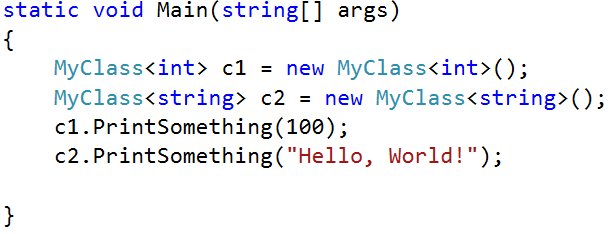 static void Main(string[] args)
{
    MyClass<int> c1 = new MyClass<int>();
    MyClass<string> c2 = new MyClass<string>();
    c1.PrintSomething(100);
    c2.PrintSomething("Hello, World!");

}